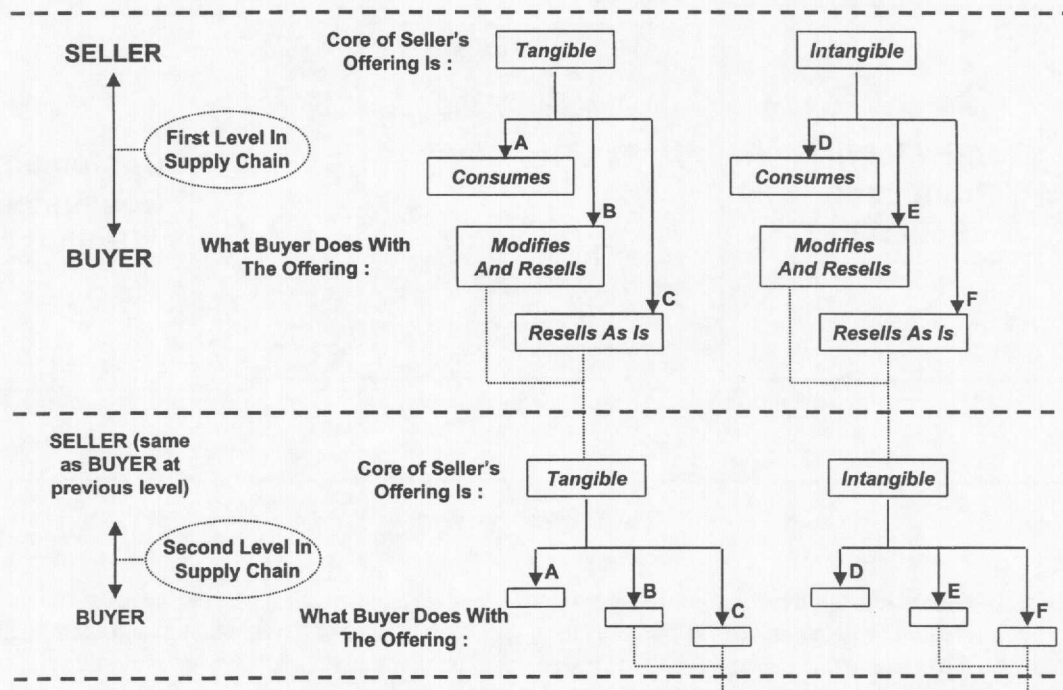 SELLER
First Level In
Supply Chain
BUYER
Core of Seller's
Offering Is :
Tangible
Intangible
A
Consumes
D
Consumes
B
E
What Buyer Does With
The Offering :
Modifies
And Resells
Modifies
And Resells
C
F
Resells As Is
Resells As Is
SELLER (same
as BUYER at
previous level)
Second Level In
Supply Chain
BUYER
Core of Seller's
Offering Is :
Tangible
Intangible
A
D
B
E
C
F
What Buyer Does With
The Offering :